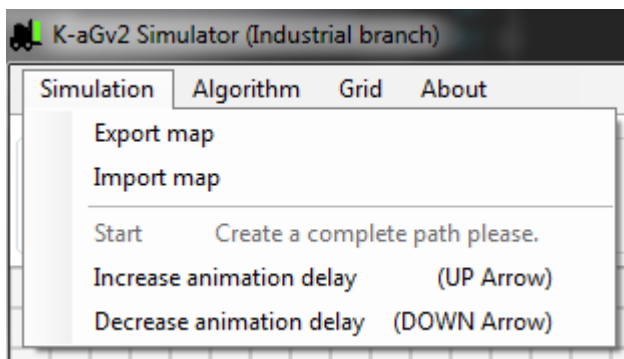 K-aGv2 Simulator (Industrial branch)
Simulation Algorithm Grid About
Export map
Import map
Start Create a complete path please.
Increase animation delay (UP Arrow)
Decrease animation delay (DOWN Arrow)